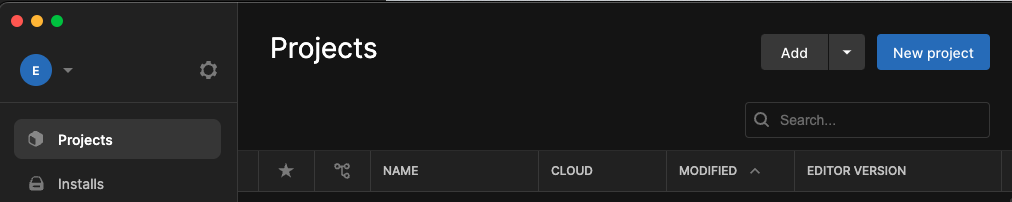 Projects
Add
New project
E
Search...
Projects
NAME
CLOUD
MODIFIED
EDITOR VERSION
Installs